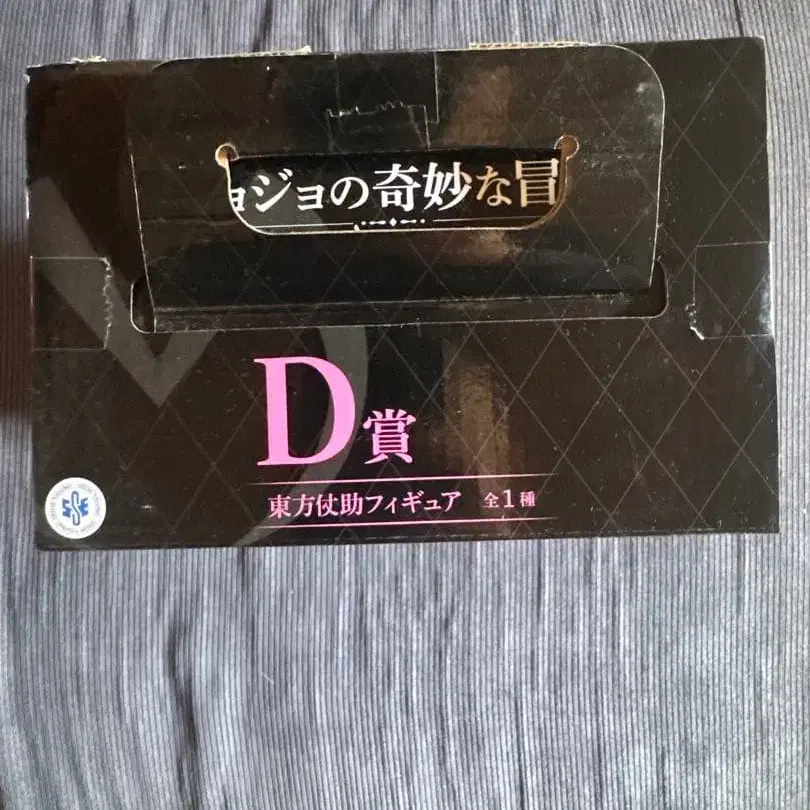 ョジョの奇妙な冒
D賞
東方仗助フィギュア 全1種